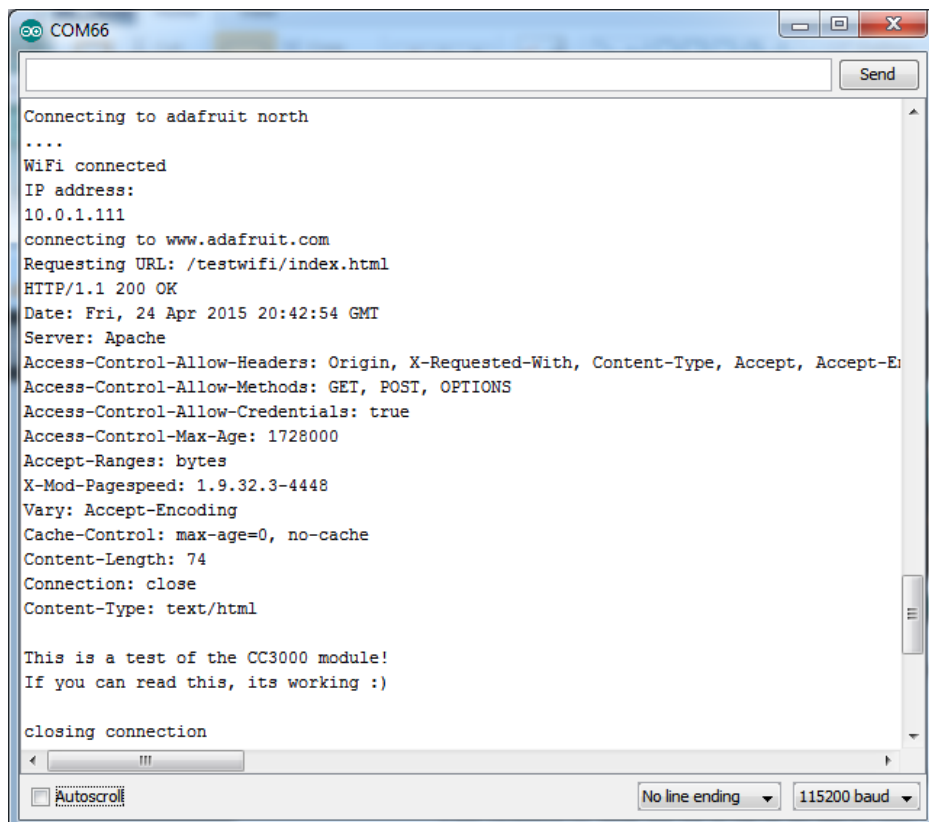 COM66
Send
Connecting to adafruit north
....
WiFi connected
IP address:
10.0.1.111
connecting to www.adafruit.com
Requesting URL: /testwifi/index.html
HTTP/1.1 200 OK
Date: Fri, 24 Apr 2015 20:42:54 GMT
Server: Apache
Access-Control-Allow-Headers: Origin, X-Requested-With, Content-Type, Accept, Accept-
Access-Control-Allow-Methods: GET, POST, OPTIONS
Access-Control-Allow-Credentials: true
Access-Control-Max-Age: 1728000
Accept-Ranges: bytes
X-Mod-Pagespeed: 1.9.32.3-4448
Vary: Accept-Encoding
Cache-Control: max-age=0, no-cache
Content-Length: 74
Connection: close
Content-Type: text/html

This is a test of the CC3000 module!
If you can read this, its working :)

closing connection
Autoscroll
No line ending
115200 baud